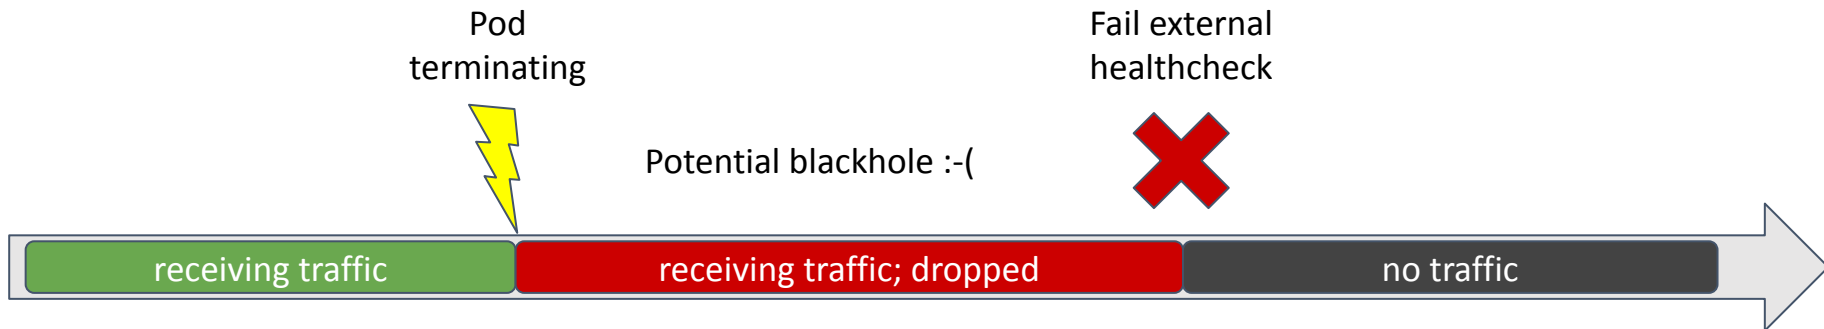 Pod
terminating
Fail external
healthcheck
Potential blackhole :-(
receiving traffic
receiving traffic; dropped
no traffic